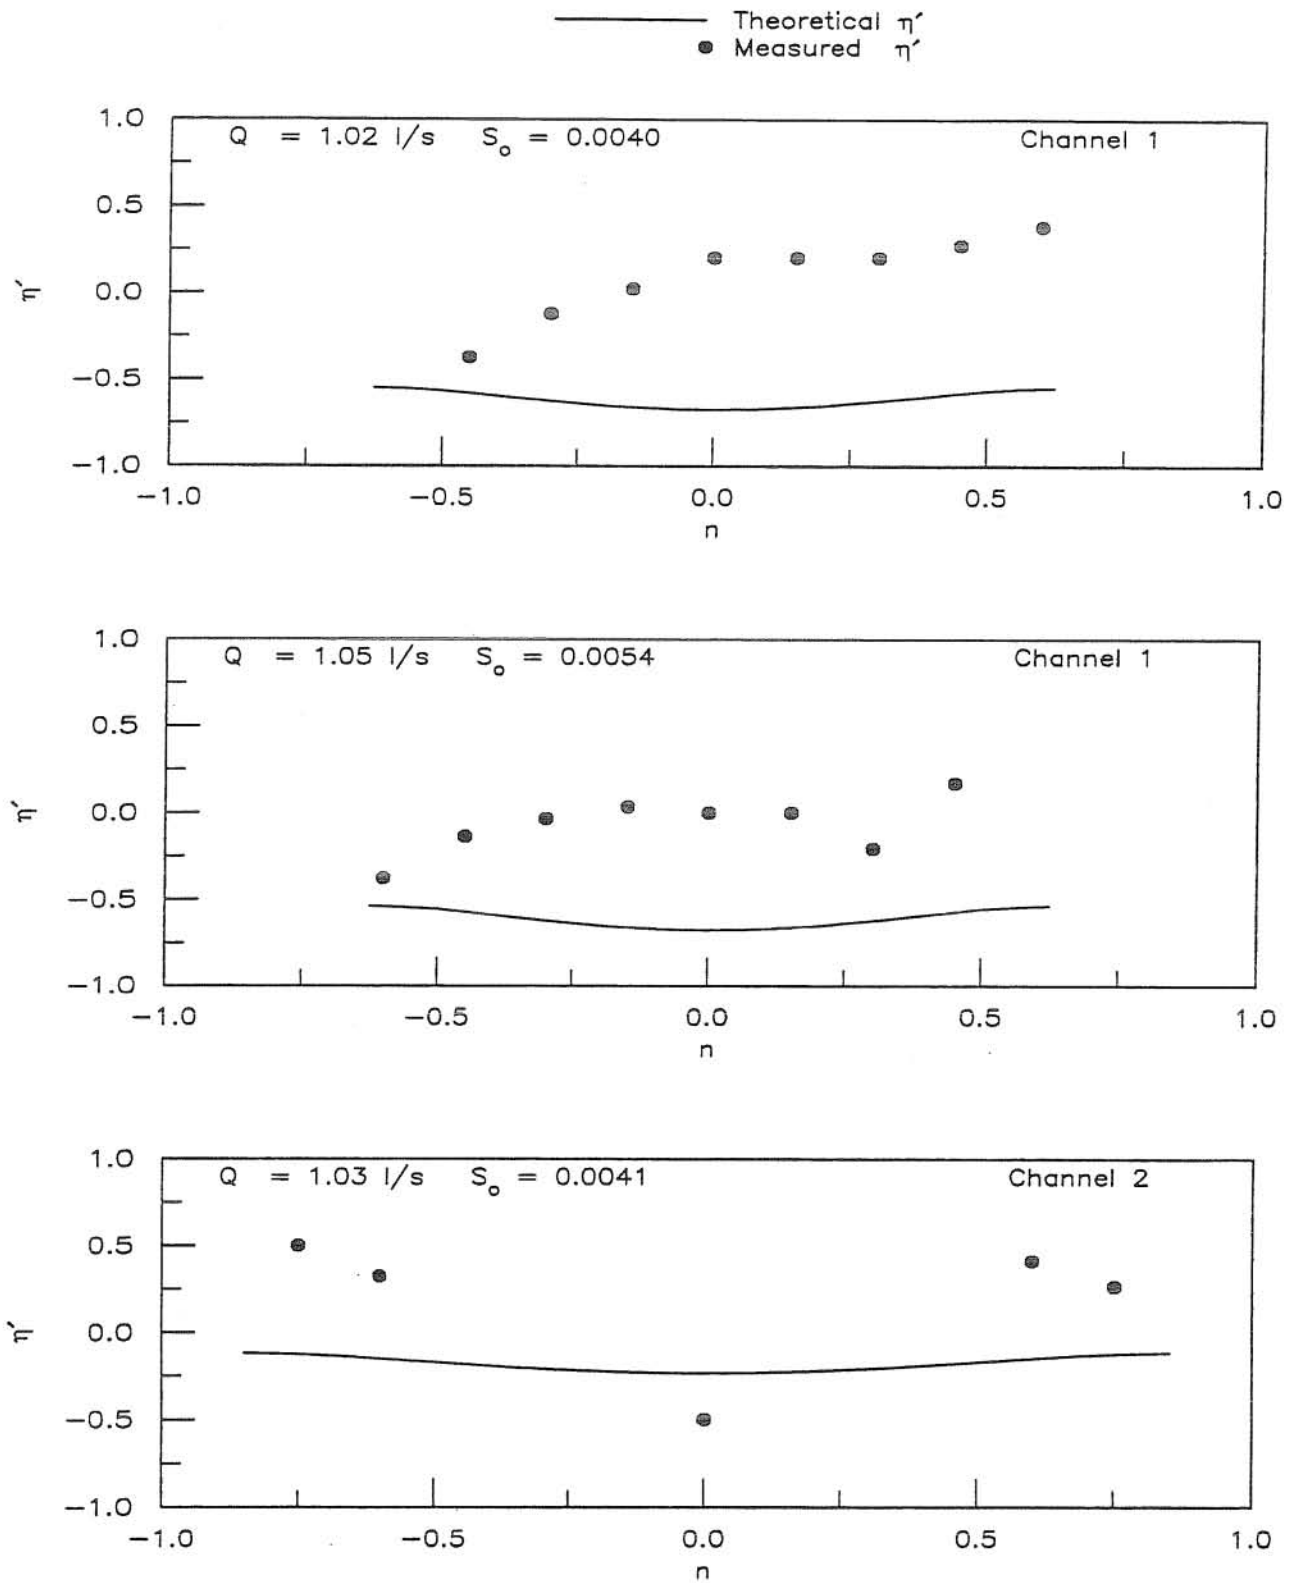 Theoretical η′
Measured η′
1.0
Q = 1.02 l/s S₀ = 0.0040 Channel 1
0.5
η′
0.0
−0.5
−1.0
−1.0 −0.5 0.0 0.5 1.0
n
1.0
Q = 1.05 l/s S₀ = 0.0054 Channel 1
0.5
η′
0.0
−0.5
−1.0
−1.0 −0.5 0.0 0.5 1.0
n
1.0
Q = 1.03 l/s S₀ = 0.0041 Channel 2
0.5
η′
0.0
−0.5
−1.0
−1.0 −0.5 0.0 0.5 1.0
n